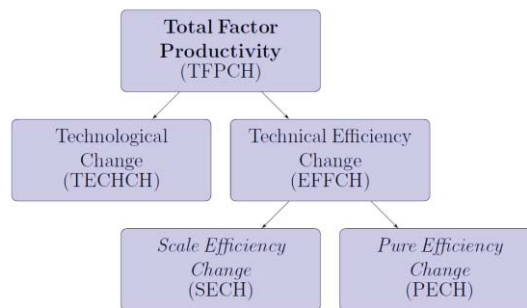 Total Factor
Productivity
(TFPCH)
Technological
Change
(TECHCH)
Technical Efficiency
Change
(EFFCH)
Scale Efficiency
Change
(SECH)
Pure Efficiency
Change
(PECH)